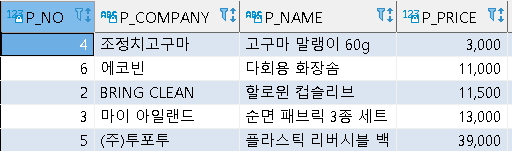 123 P_NO ABC P_COMPANY ABC P_NAME 123 P_PRICE
4 조정치고구마 고구마 말랭이 60g 3,000
6 에코빈 다회용 화장솜 11,000
2 BRING CLEAN 할로윈 컵슬리브 11,500
3 마이 아일랜드 순면 패브릭 3종 세트 13,000
5 (주)투포투 플라스틱 리버시블 백 39,000